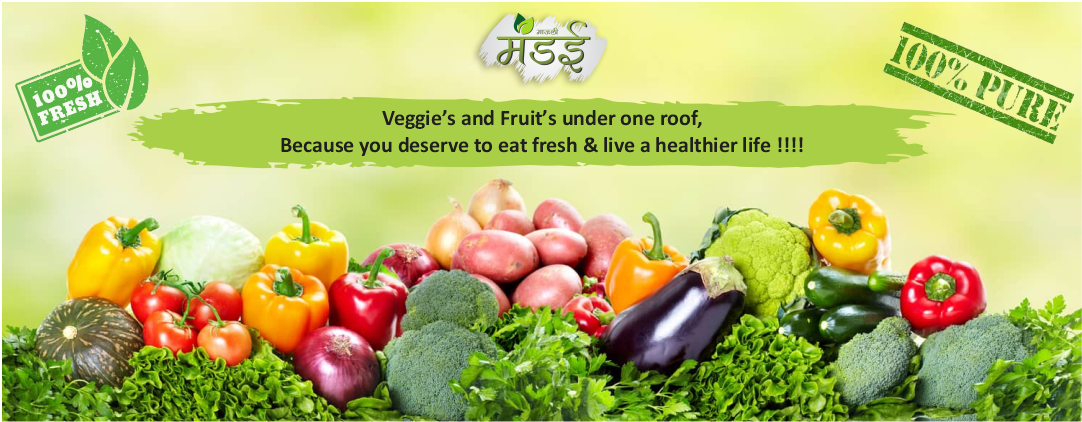 माऊली
मंडई
100%
FRESH
100% PURE
Veggie's and Fruit's under one roof,
Because you deserve to eat fresh & live a healthier life !!!!